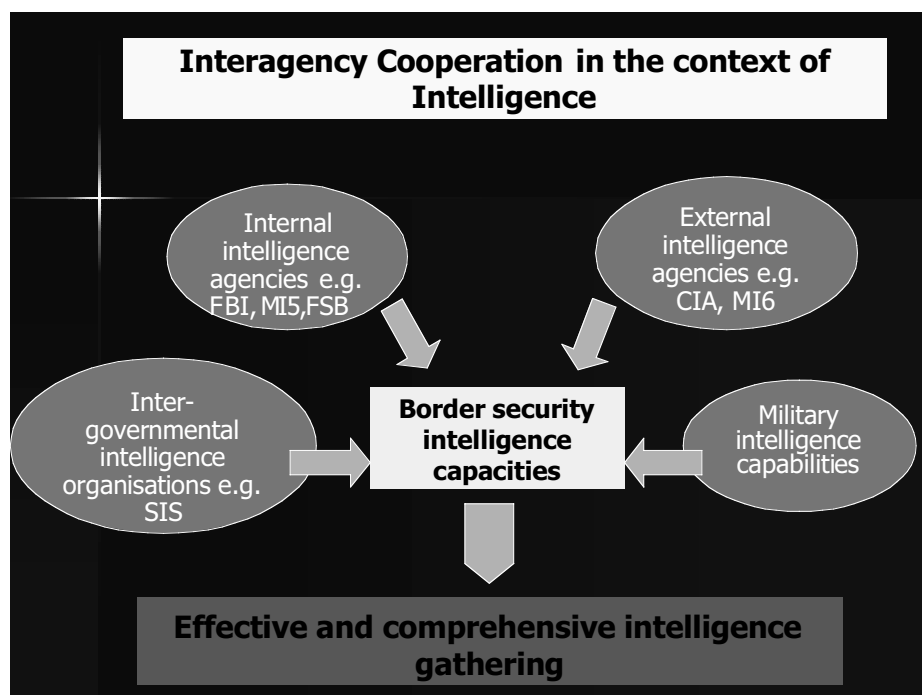 Interagency Cooperation in the context of
Intelligence
Internal
intelligence
agencies e.g.
FBI, MI5,FSB
External
intelligence
agencies e.g.
CIA, MI6
Inter-
governmental
intelligence
organisations e.g.
SIS
Border security
intelligence
capacities
Military
intelligence
capabilities
Effective and comprehensive intelligence
gathering